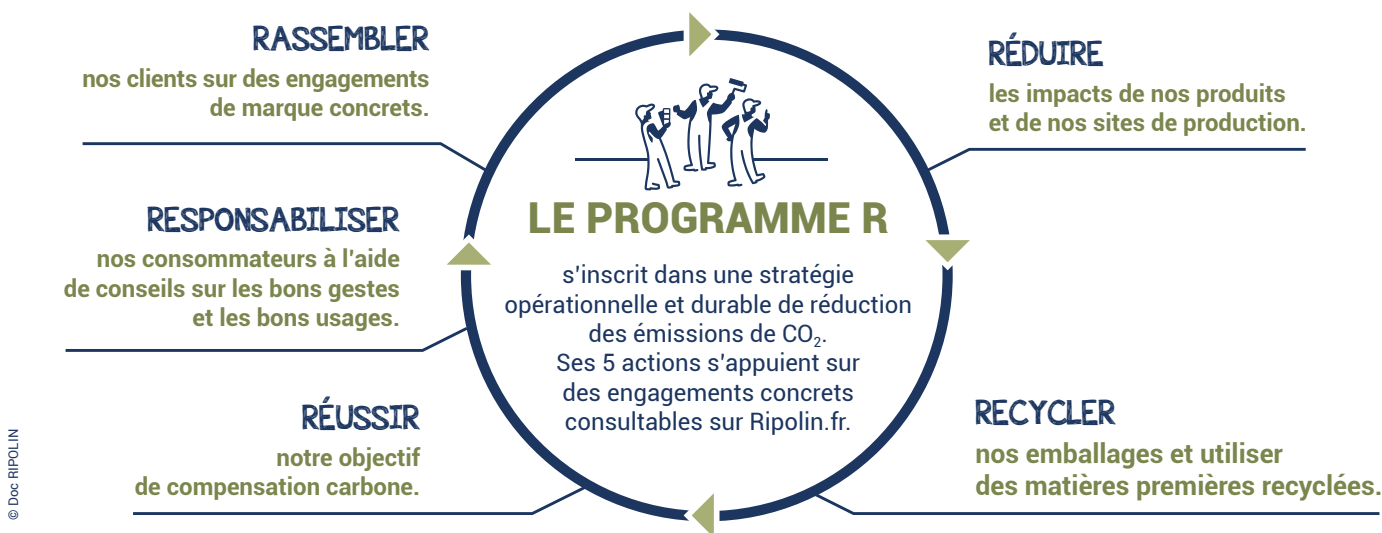 RASSEMBLER
nos clients sur des engagements
de marque concrets.
RESPONSABILISER
nos consommateurs à l'aide
de conseils sur les bons gestes
et les bons usages.
RÉUSSIR
notre objectif
de compensation carbone.
LE PROGRAMME R
s'inscrit dans une stratégie
opérationnelle et durable de réduction
des émissions de CO₂.
Ses 5 actions s'appuient sur
des engagements concrets
consultables sur Ripolin.fr.
RÉDUIRE
les impacts de nos produits
et de nos sites de production.
RECYCLER
nos emballages et utiliser
des matières premières recyclées.
© Doc RIPOLIN